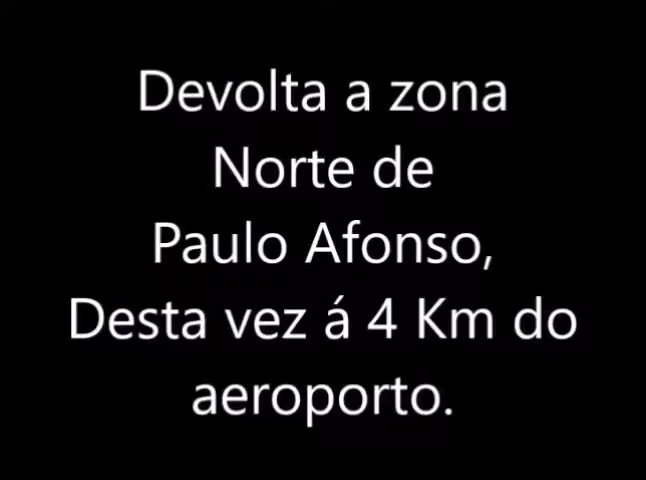 Devolta a zona
Norte de
Paulo Afonso,
Desta vez á 4 Km do
aeroporto.